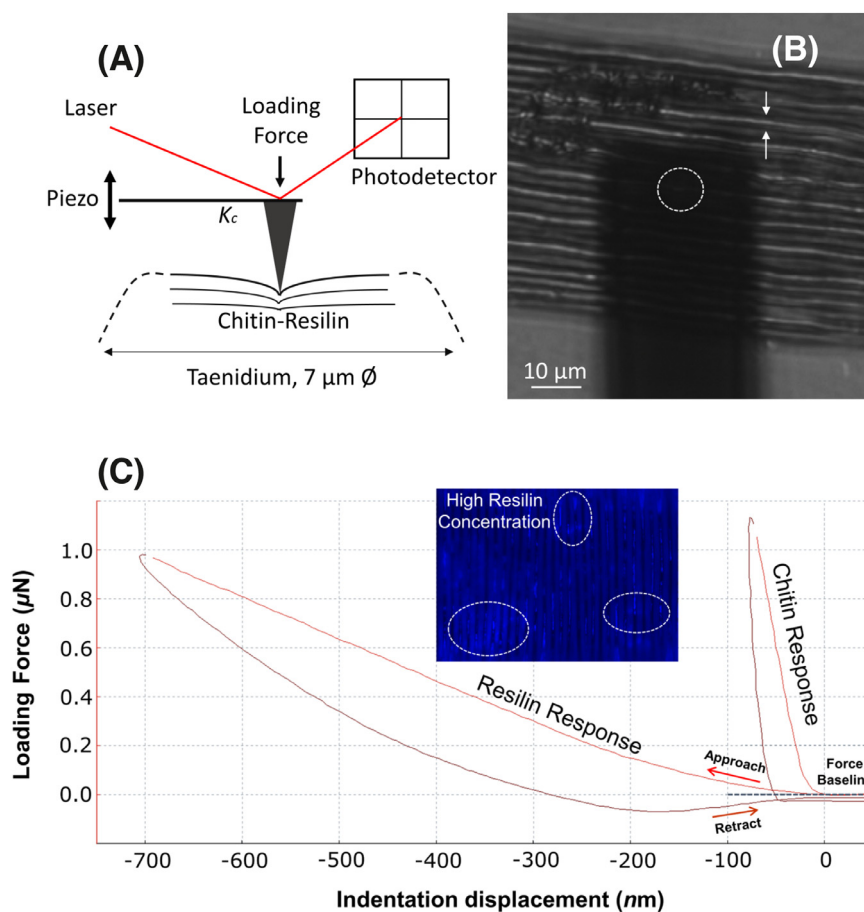 (A)
Laser
Loading
Force
Photodetector
Piezo
Kc
Chitin-Resilin
Taenidium, 7 µm Ø
(B)
10 µm
(C)
High Resilin
Concentration
Loading Force (µN)
1.0
0.8
0.6
0.4
0.2
0.0
Resilin Response
Chitin Response
Approach
Retract
Force
Baselin
-700
-600
-500
-400
-300
-200
-100
0
Indentation displacement (nm)